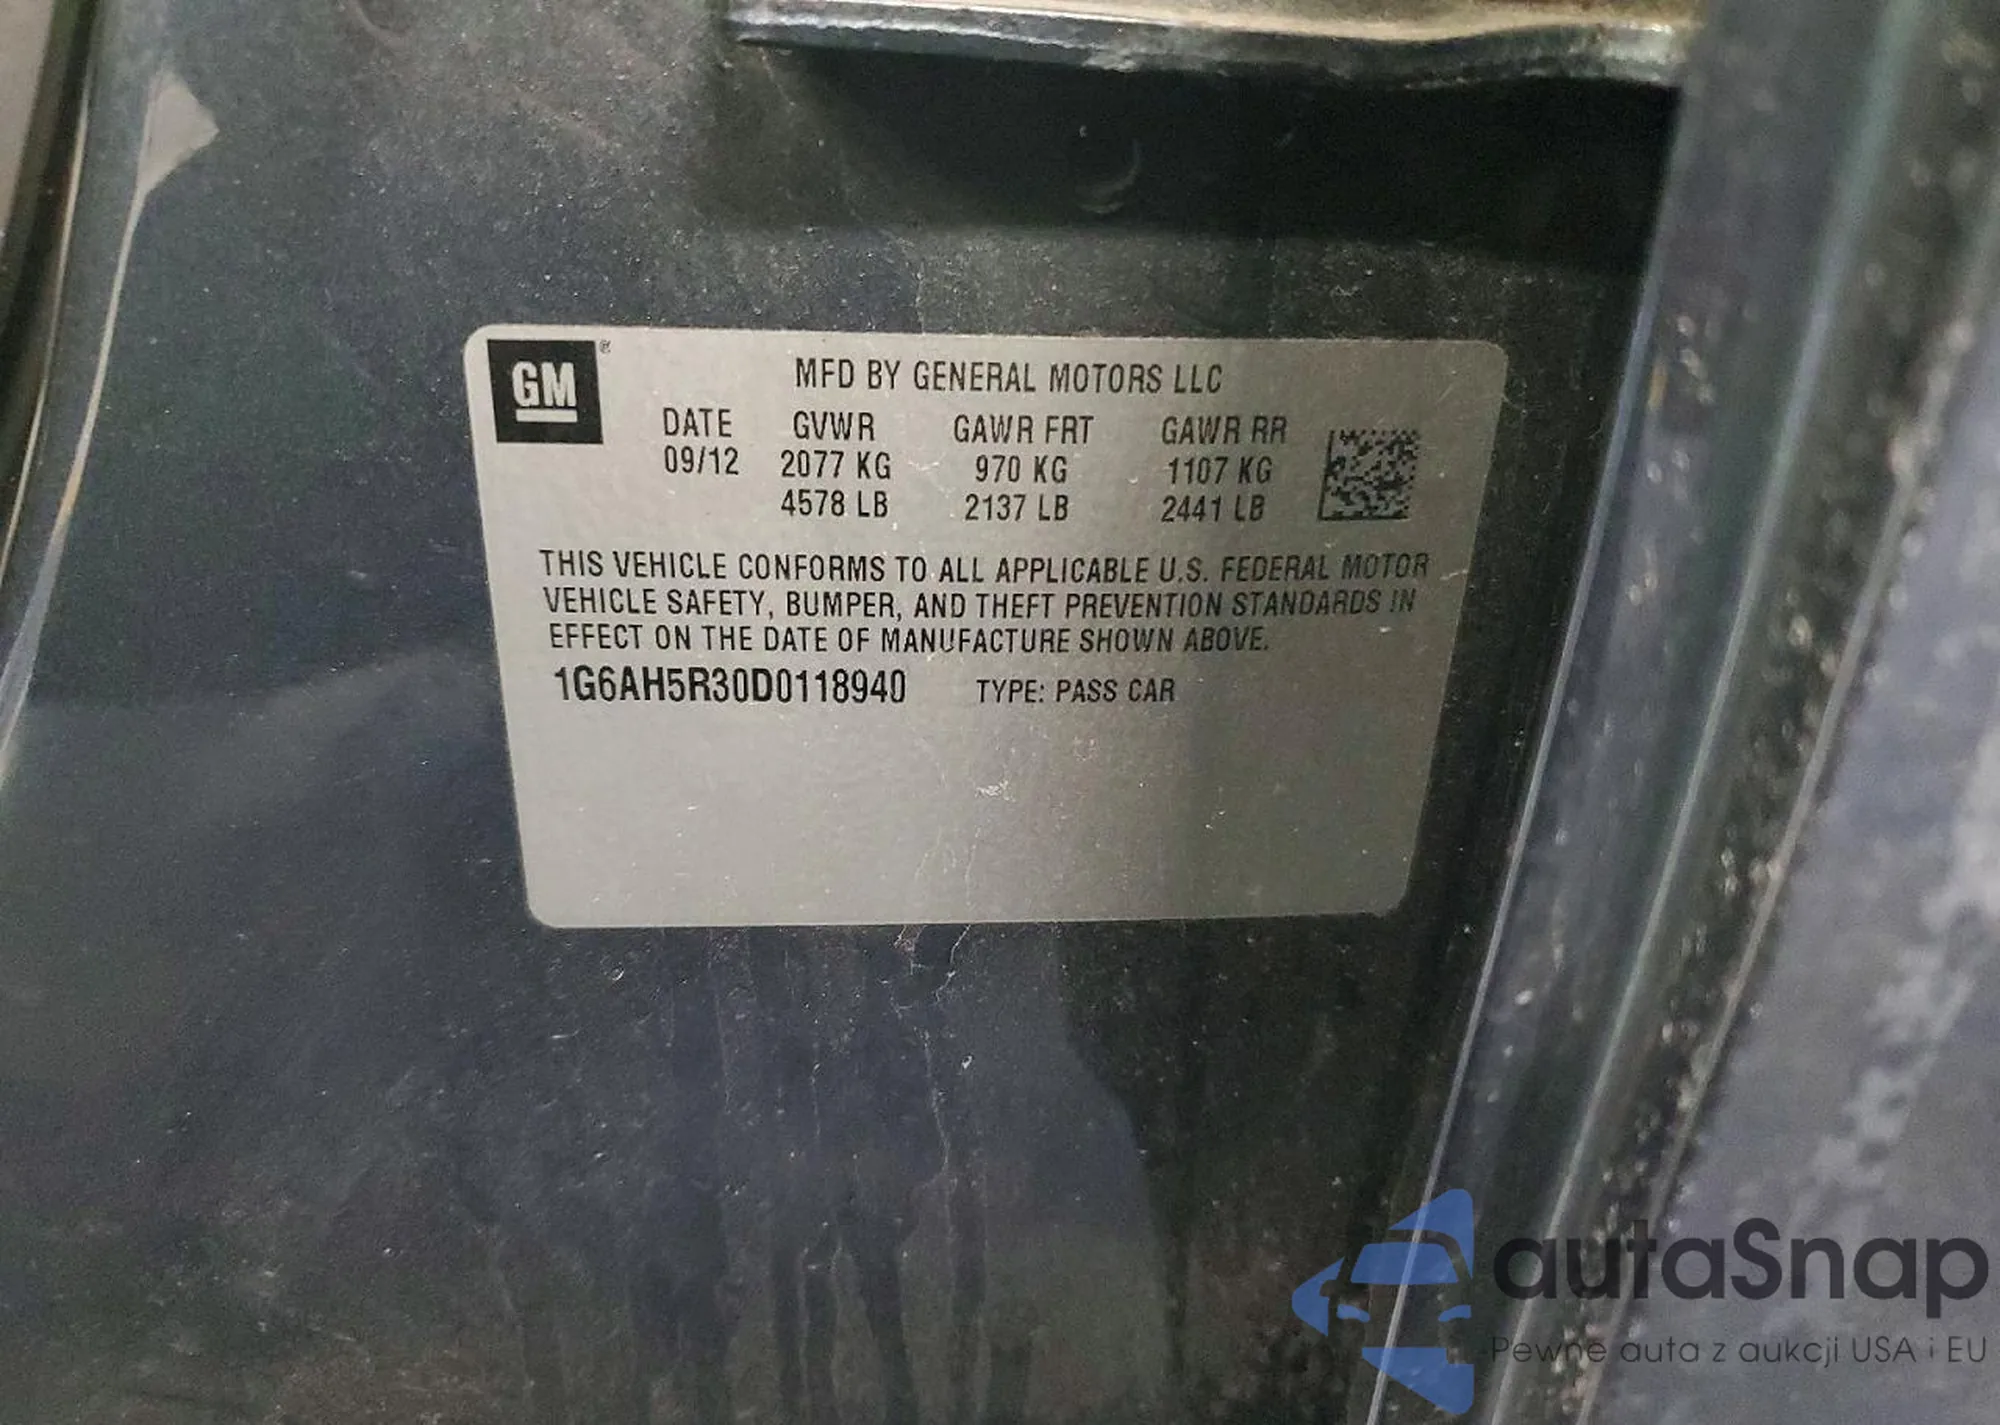 GM®
MFD BY GENERAL MOTORS LLC
DATE GVWR GAWR FRT GAWR RR
09/12 2077 KG 970 KG 1107 KG
4578 LB 2137 LB 2441 LB
THIS VEHICLE CONFORMS TO ALL APPLICABLE U.S. FEDERAL MOTOR
VEHICLE SAFETY, BUMPER, AND THEFT PREVENTION STANDARDS IN
EFFECT ON THE DATE OF MANUFACTURE SHOWN ABOVE.
1G6AH5R30D0118940 TYPE: PASS CAR
autaSnap
Pewne auta z aukcji USA i EU